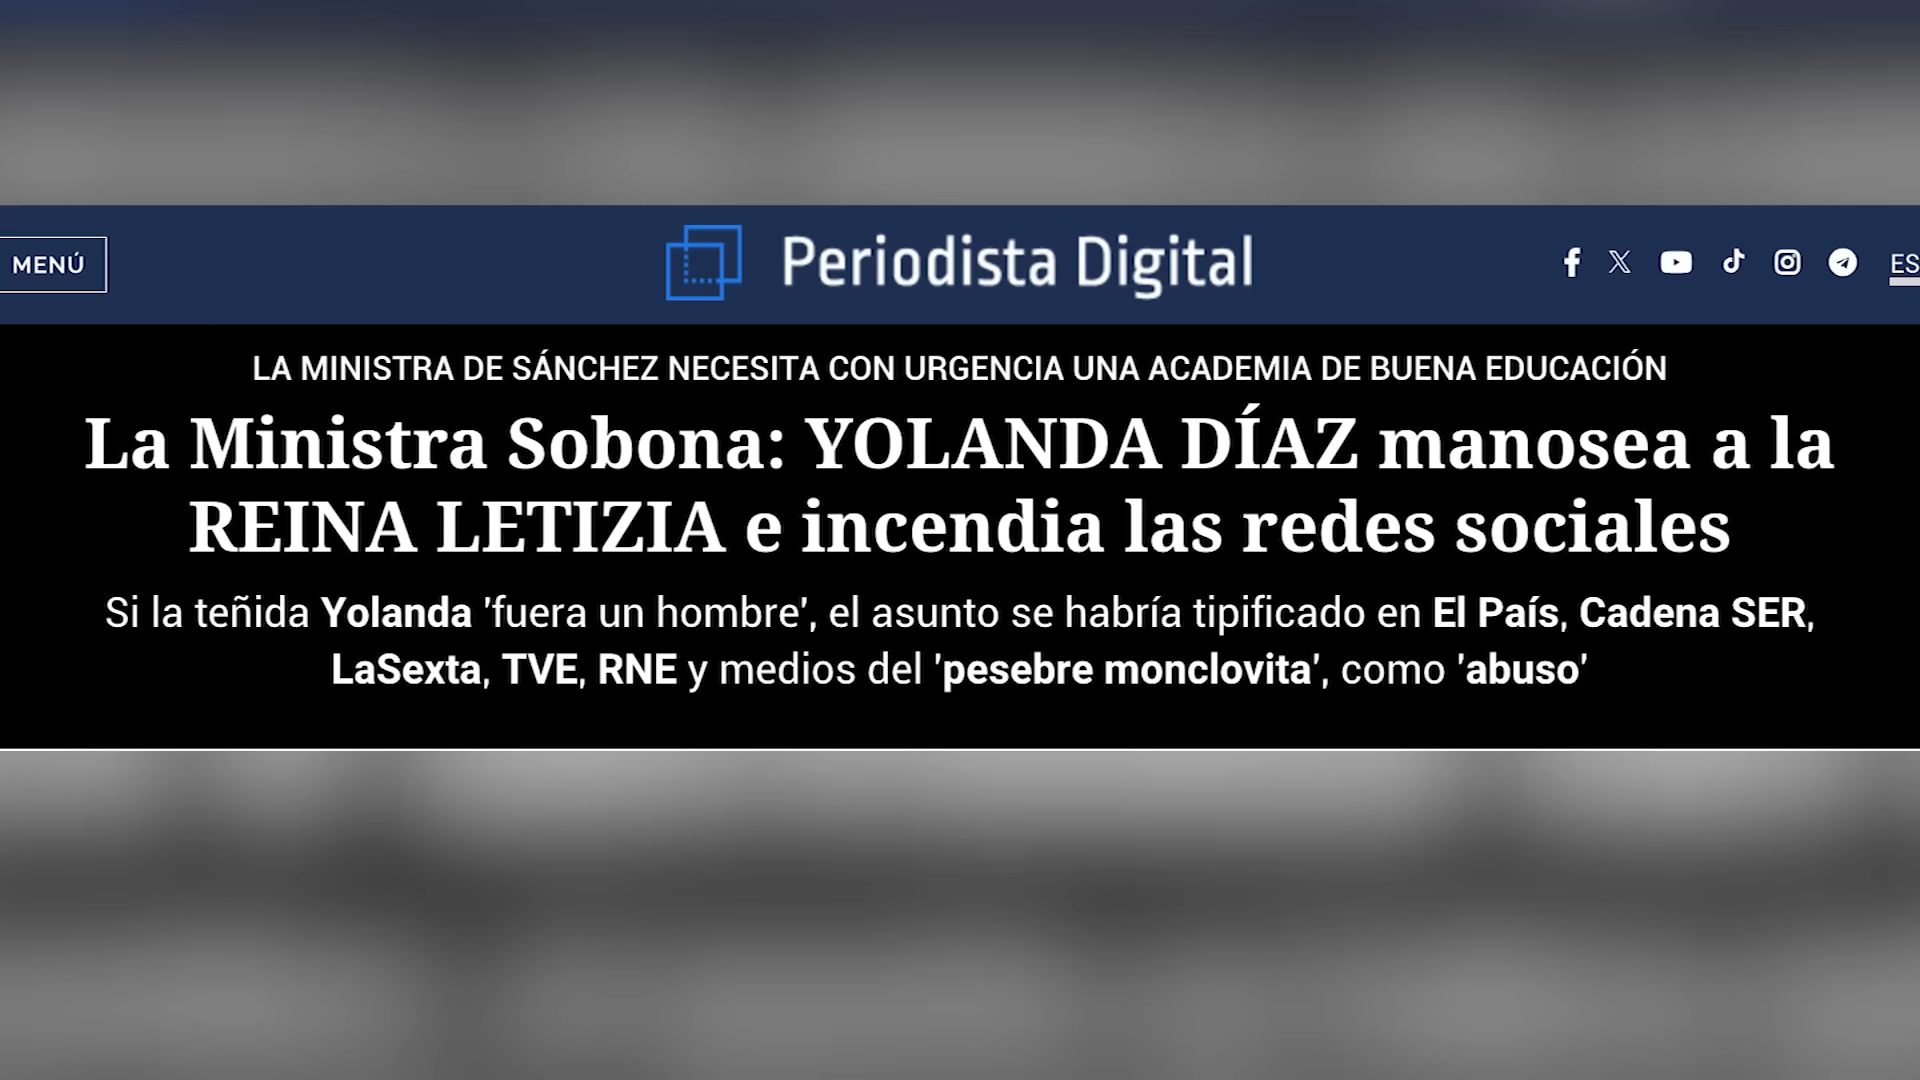 MENÚ
Periodista Digital
ES
LA MINISTRA DE SÁNCHEZ NECESITA CON URGENCIA UNA ACADEMIA DE BUENA EDUCACIÓN
La Ministra Sobona: YOLANDA DÍAZ manosea a la
REINA LETIZIA e incendia las redes sociales
Si la teñida Yolanda 'fuera un hombre', el asunto se habría tipificado en El País, Cadena SER,
LaSexta, TVE, RNE y medios del 'pesebre monclovita', como 'abuso'